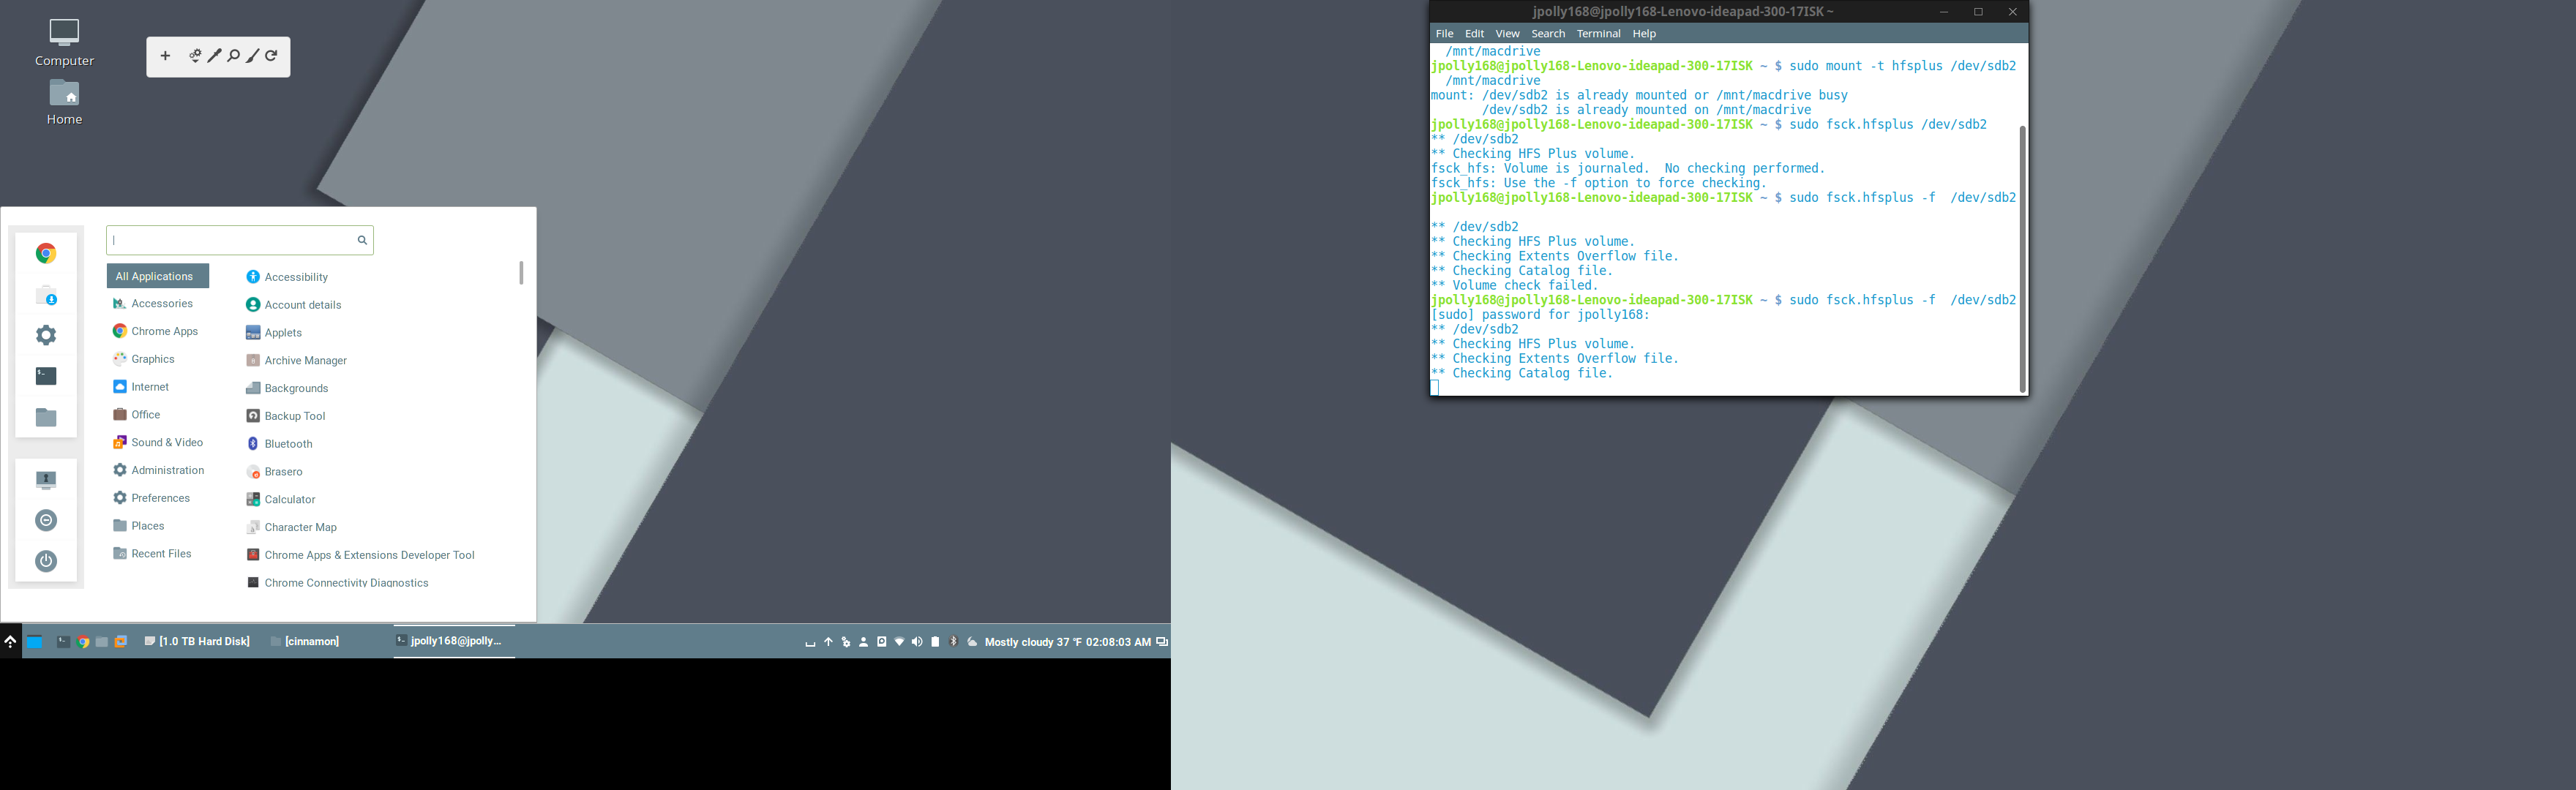 Computer
Home
All Applications
Accessories
Chrome Apps
Graphics
Internet
Office
Sound & Video
Administration
Preferences
Places
Recent Files
Accessibility
Account details
Applets
Archive Manager
Backgrounds
Backup Tool
Bluetooth
Brasero
Calculator
Character Map
Chrome Apps & Extensions Developer Tool
Chrome Connectivity Diagnostics
[1.0 TB Hard Disk]
[cinnamon]
jpolly168@jpolly...
Mostly cloudy 37 °F 02:08:03 AM
jpolly168@jpolly168-Lenovo-ideapad-300-17ISK ~
File Edit View Search Terminal Help
/mnt/macdrive
jpolly168@jpolly168-Lenovo-ideapad-300-17ISK ~ $ sudo mount -t hfsplus /dev/sdb2
/mnt/macdrive
mount: /dev/sdb2 is already mounted or /mnt/macdrive busy
/dev/sdb2 is already mounted on /mnt/macdrive
jpolly168@jpolly168-Lenovo-ideapad-300-17ISK ~ $ sudo fsck.hfsplus /dev/sdb2
** /dev/sdb2
** Checking HFS Plus volume.
fsck_hfs: Volume is journaled.  No checking performed.
fsck_hfs: Use the -f option to force checking.
jpolly168@jpolly168-Lenovo-ideapad-300-17ISK ~ $ sudo fsck.hfsplus -f  /dev/sdb2
** /dev/sdb2
** Checking HFS Plus volume.
** Checking Extents Overflow file.
** Checking Catalog file.
** Volume check failed.
jpolly168@jpolly168-Lenovo-ideapad-300-17ISK ~ $ sudo fsck.hfsplus -f  /dev/sdb2
[sudo] password for jpolly168:
** /dev/sdb2
** Checking HFS Plus volume.
** Checking Extents Overflow file.
** Checking Catalog file.